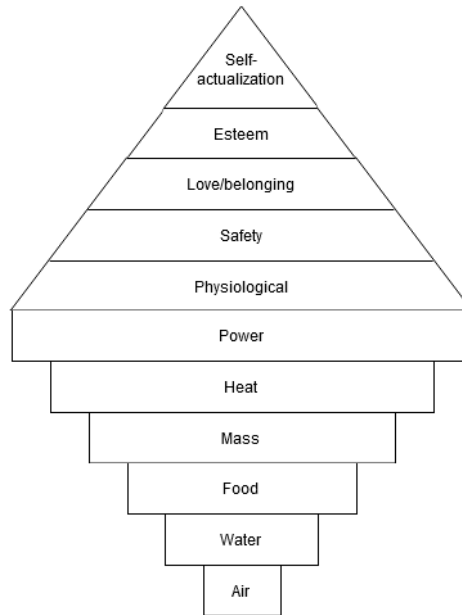 Self-
actualization
Esteem
Love/belonging
Safety
Physiological
Power
Heat
Mass
Food
Water
Air